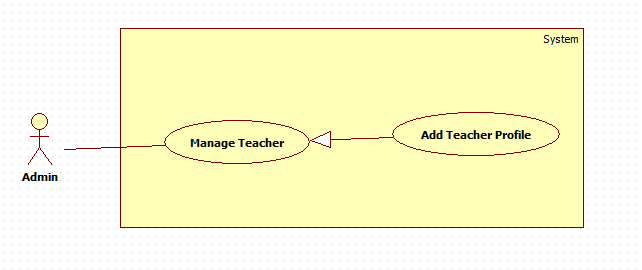 System
Manage Teacher
Add Teacher Profile
Admin